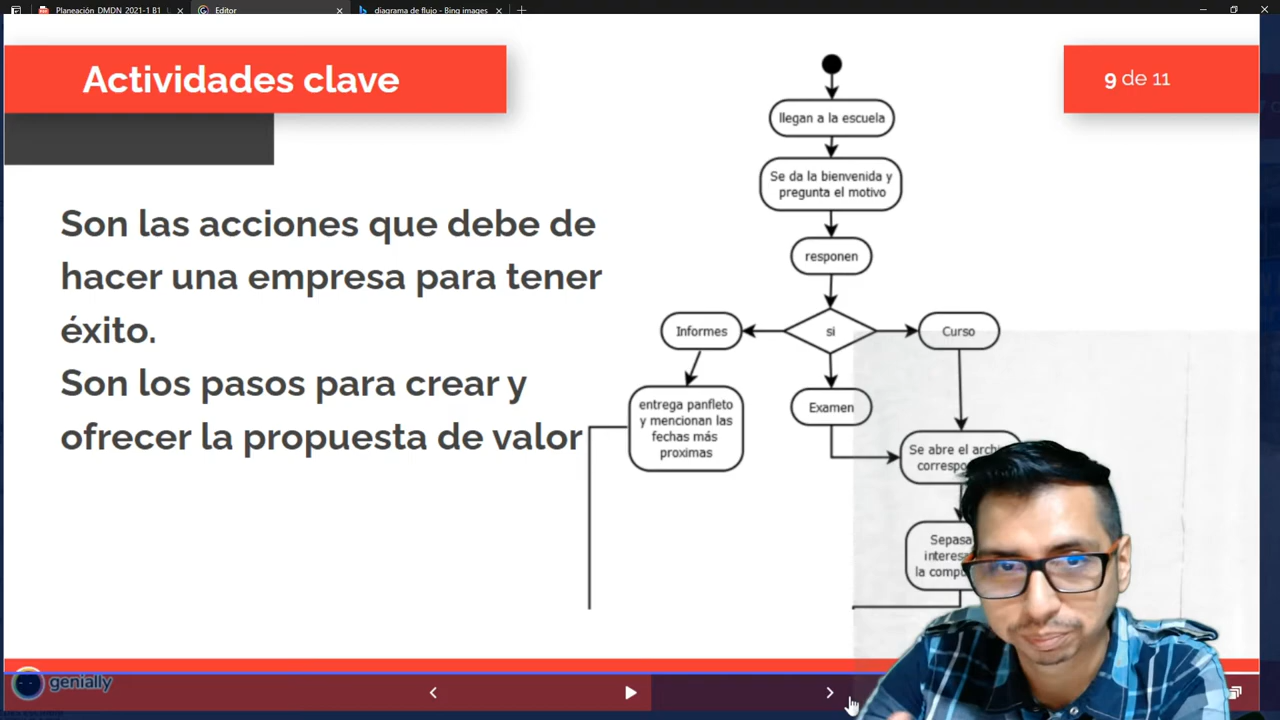 Planeación DMDN 2021-1 B1
Editor
diagrama de flujo - Bing images
Actividades clave
9 de 11
Son las acciones que debe de
hacer una empresa para tener
éxito.
Son los pasos para crear y
ofrecer la propuesta de valor
llegan a la escuela
Se da la bienvenida y
pregunta el motivo
responen
Informes
si
Curso
entrega panfleto
y mencionan las
fechas más
proximas
Examen
Se abre el
Sepasa
la
genially